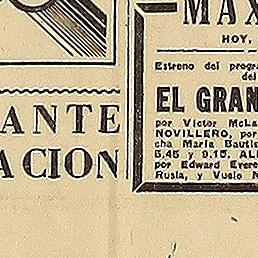 MAX
HOY,
Estreno del progra
del
EL GRAN
por Victor McLa
NOVILLERO, por
cha María Bautis
5.45 y 9.15. AL
por Edward Evere
Rusia, y Vuelo N
ANTE
ACION